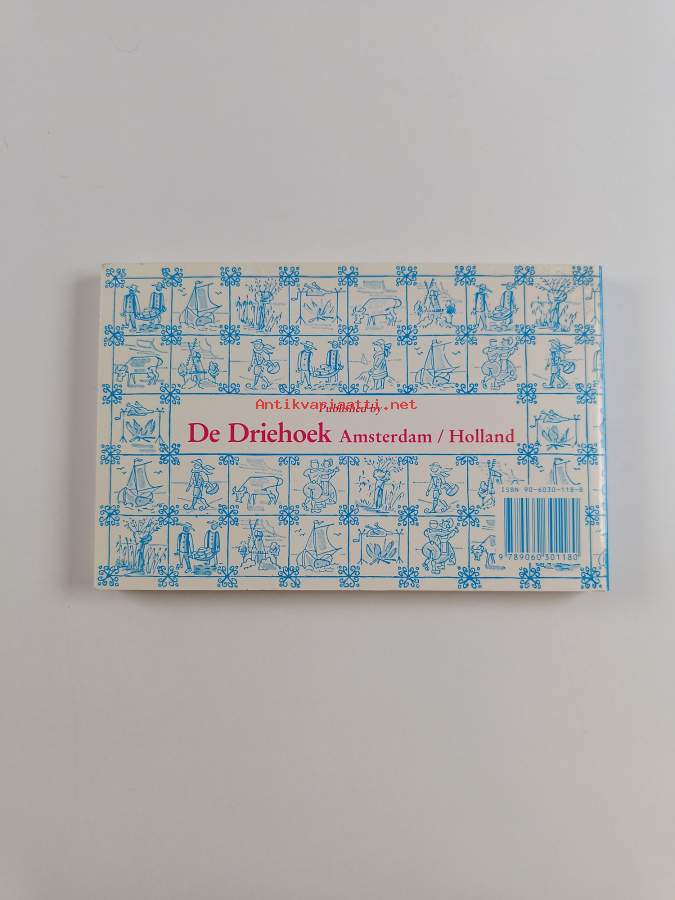 Antikvariaatti.net
Published by
De Driehoek Amsterdam / Holland
ISBN 90-6030-118-8
9 789060 301180